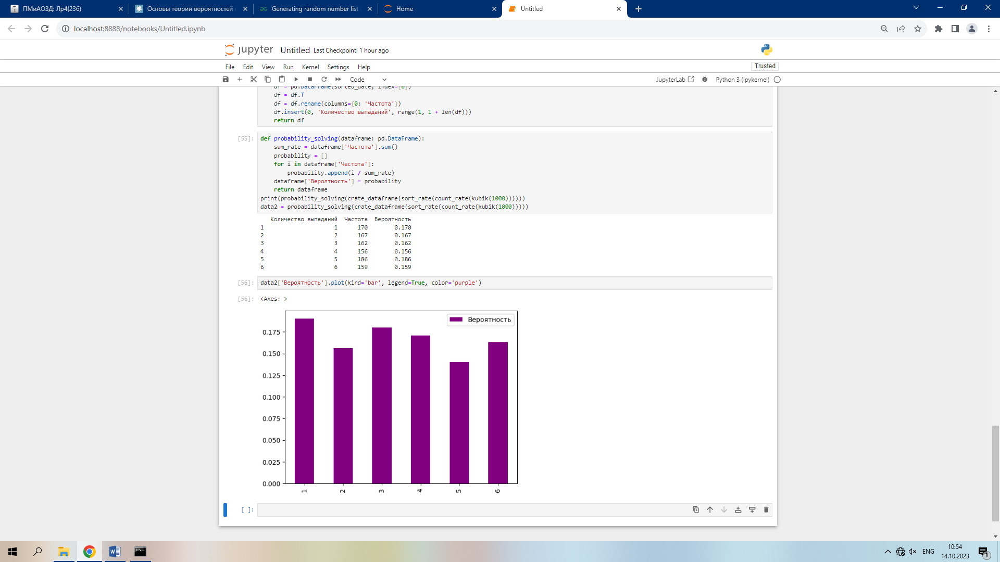 ПМиАОЗД: Лр4(23б)
Основы теории вероятностей
Generating random number list
Home
Untitled
localhost:8888/notebooks/Untitled.ipynb
jupyter Untitled Last Checkpoint: 1 hour ago
File Edit View Run Kernel Settings Help
Trusted
Code
JupyterLab
Python 3 (ipykernel)
df = pd.DataFrame(sorted_date, index=[0])
df = df.T
df = df.rename(columns={0: 'Частота'})
df.insert(0, 'Количество выпаданий', range(1, 1 + len(df)))
return df
[55]:
def probability_solving(dataframe: pd.DataFrame):
sum_rate = dataframe['Частота'].sum()
probability = []
for i in dataframe['Частота']:
probability.append(i / sum_rate)
dataframe['Вероятность'] = probability
return dataframe
print(probability_solving(crate_dataframe(sort_rate(count_rate(kubik(1000))))))
data2 = probability_solving(crate_dataframe(sort_rate(count_rate(kubik(1000)))))
Количество выпаданий Частота Вероятность
1 1 170 0.170
2 2 167 0.167
3 3 162 0.162
4 4 156 0.156
5 5 186 0.186
6 6 159 0.159
[56]:
data2['Вероятность'].plot(kind='bar', legend=True, color='purple')
[56]:
<Axes: >
Вероятность
0.175
0.150
0.125
0.100
0.075
0.050
0.025
0.000
1 2 3 4 5 6
[ ]:
ENG
10:54
14.10.2023
1